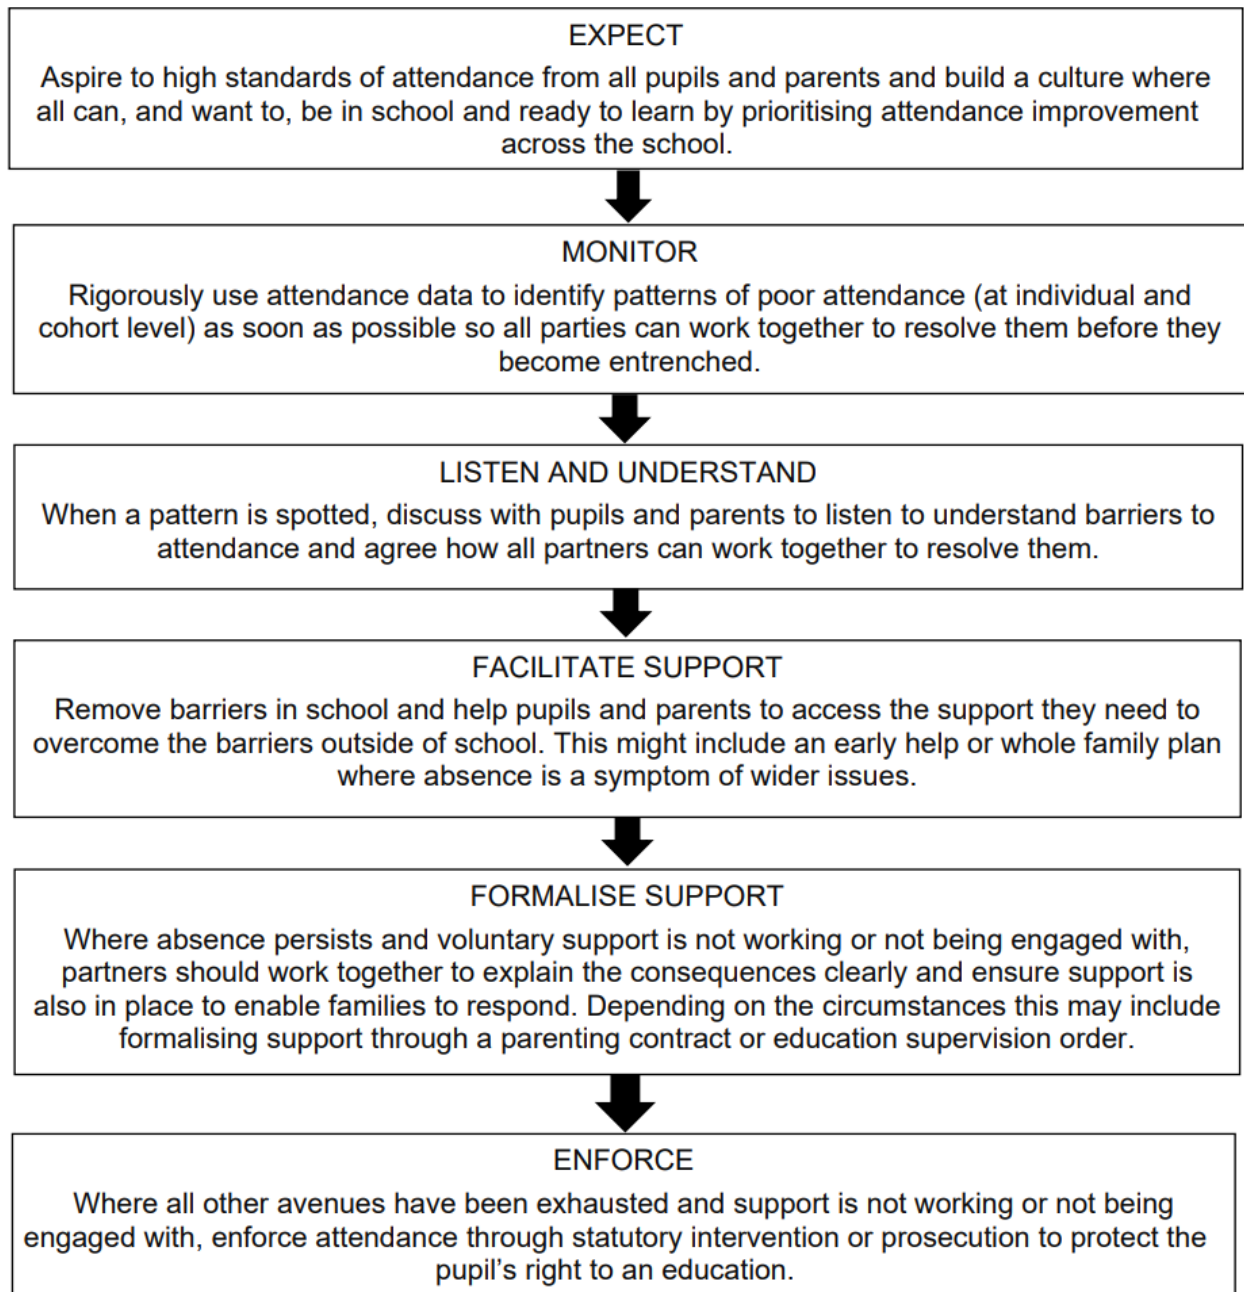 EXPECT
Aspire to high standards of attendance from all pupils and parents and build a culture where
all can, and want to, be in school and ready to learn by prioritising attendance improvement
across the school.
MONITOR
Rigorously use attendance data to identify patterns of poor attendance (at individual and
cohort level) as soon as possible so all parties can work together to resolve them before they
become entrenched.
LISTEN AND UNDERSTAND
When a pattern is spotted, discuss with pupils and parents to listen to understand barriers to
attendance and agree how all partners can work together to resolve them.
FACILITATE SUPPORT
Remove barriers in school and help pupils and parents to access the support they need to
overcome the barriers outside of school. This might include an early help or whole family plan
where absence is a symptom of wider issues.
FORMALISE SUPPORT
Where absence persists and voluntary support is not working or not being engaged with,
partners should work together to explain the consequences clearly and ensure support is
also in place to enable families to respond. Depending on the circumstances this may include
formalising support through a parenting contract or education supervision order.
ENFORCE
Where all other avenues have been exhausted and support is not working or not being
engaged with, enforce attendance through statutory intervention or prosecution to protect the
pupil’s right to an education.